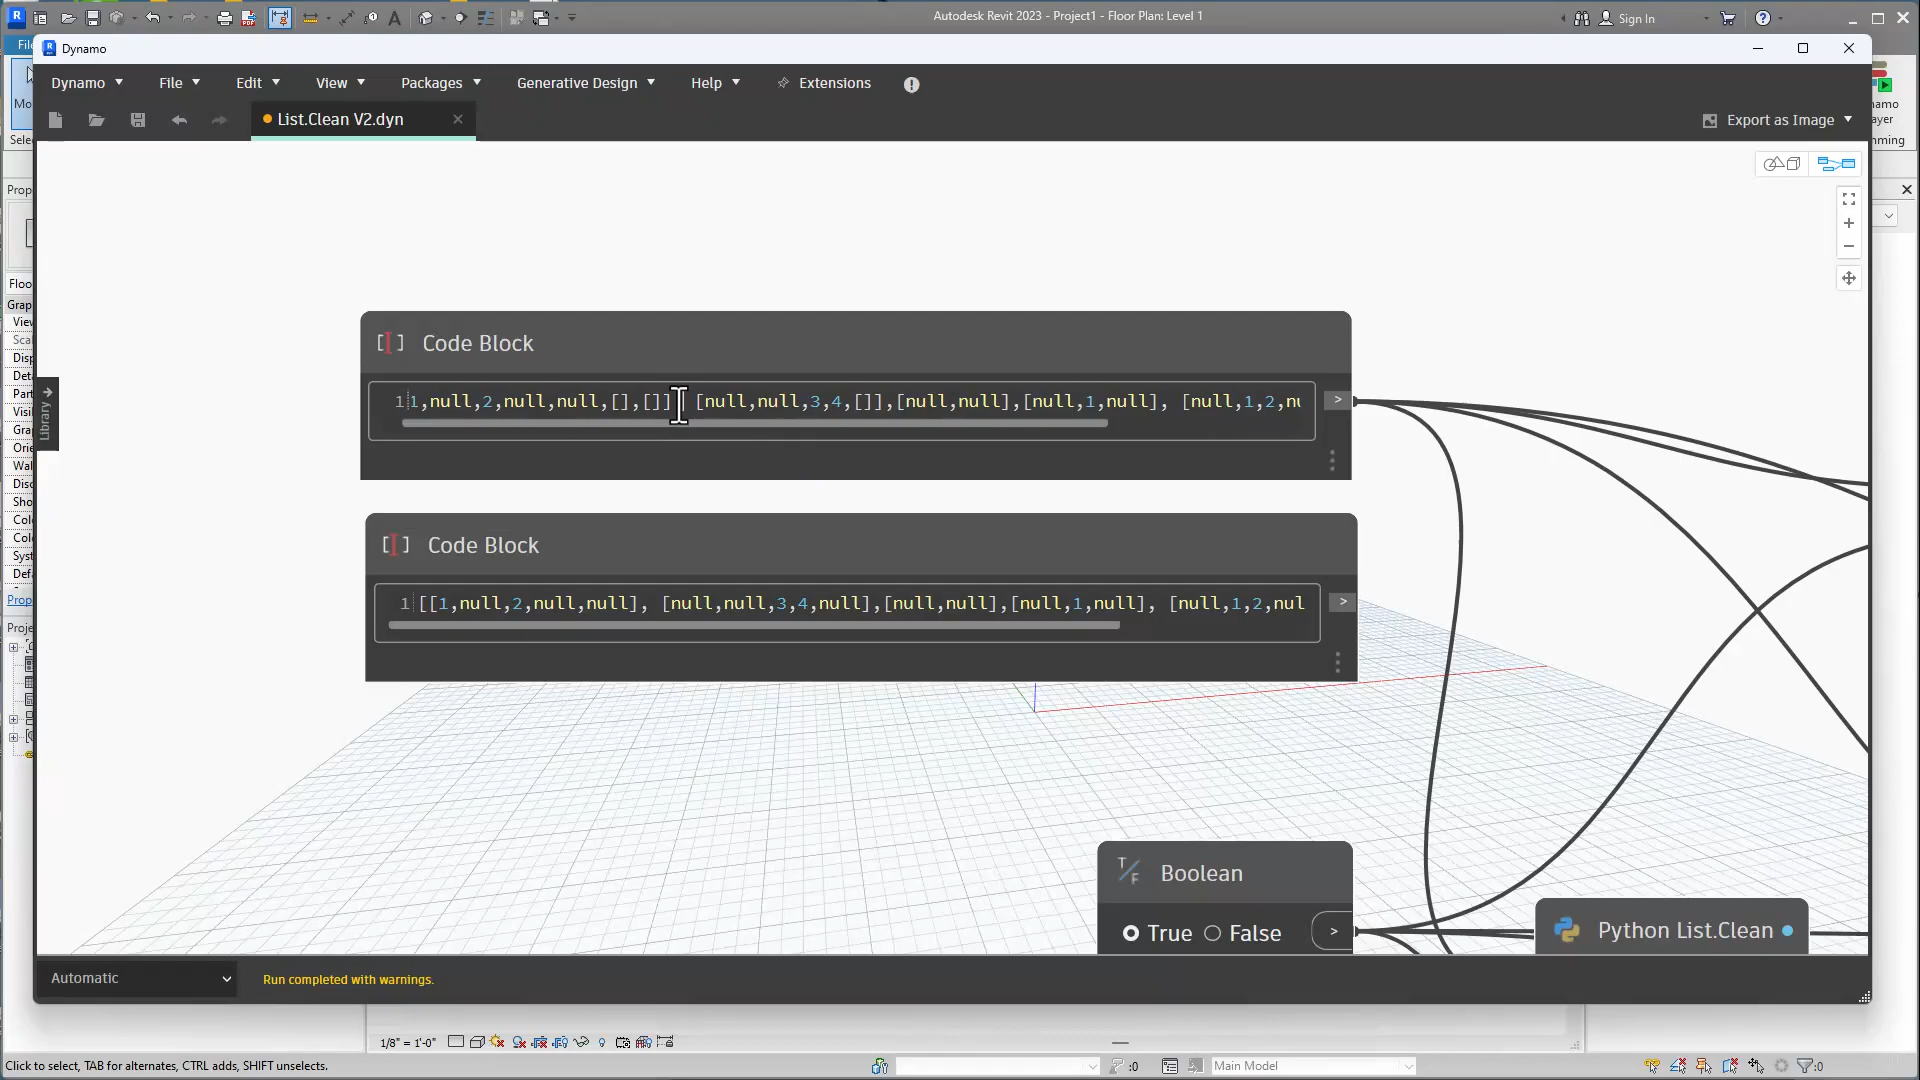 Autodesk Revit 2023 - Project1 - Floor Plan: Level 1
Sign In
Dynamo
Dynamo File Edit View Packages Generative Design Help Extensions
List.Clean V2.dyn
Export as Image
Code Block
1 1,null,2,null,null,[],[]] [null,null,3,4,[]],[null,null],[null,1,null], [null,1,2,nu
>
Code Block
1 [[1,null,2,null,null], [null,null,3,4,null],[null,null],[null,1,null], [null,1,2,nul
>
Library
Boolean
True False >
Python List.Clean
Automatic
Run completed with warnings.
1/8" = 1'-0"
Click to select, TAB for alternates, CTRL adds, SHIFT unselects.
:0
Main Model
:0